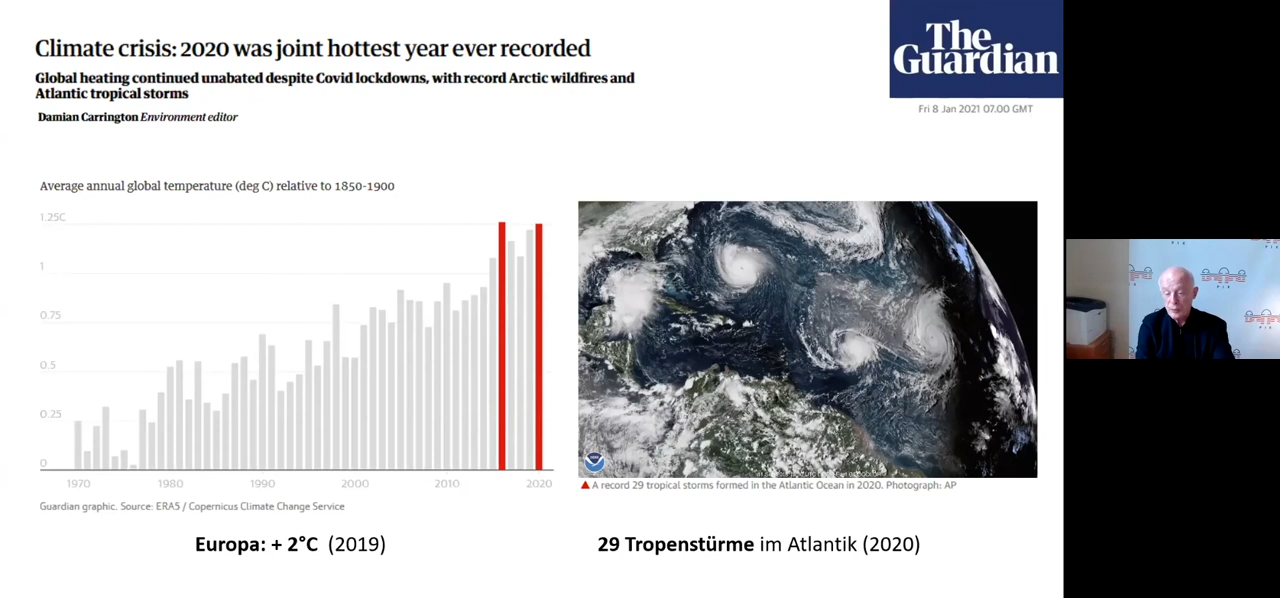 Climate crisis: 2020 was joint hottest year ever recorded
Global heating continued unabated despite Covid lockdowns, with record Arctic wildfires and
Atlantic tropical storms
Damian Carrington Environment editor
The
Guardian
Fri 8 Jan 2021 07.00 GMT
Average annual global temperature (deg C) relative to 1850-1900
1.25C
1
0.75
0.5
0.25
0
1970 1980 1990 2000 2010 2020
Guardian graphic. Source: ERA5 / Copernicus Climate Change Service
▲ A record 29 tropical storms formed in the Atlantic Ocean in 2020. Photograph: AP
Europa: + 2°C (2019)
29 Tropenstürme im Atlantik (2020)
PIK